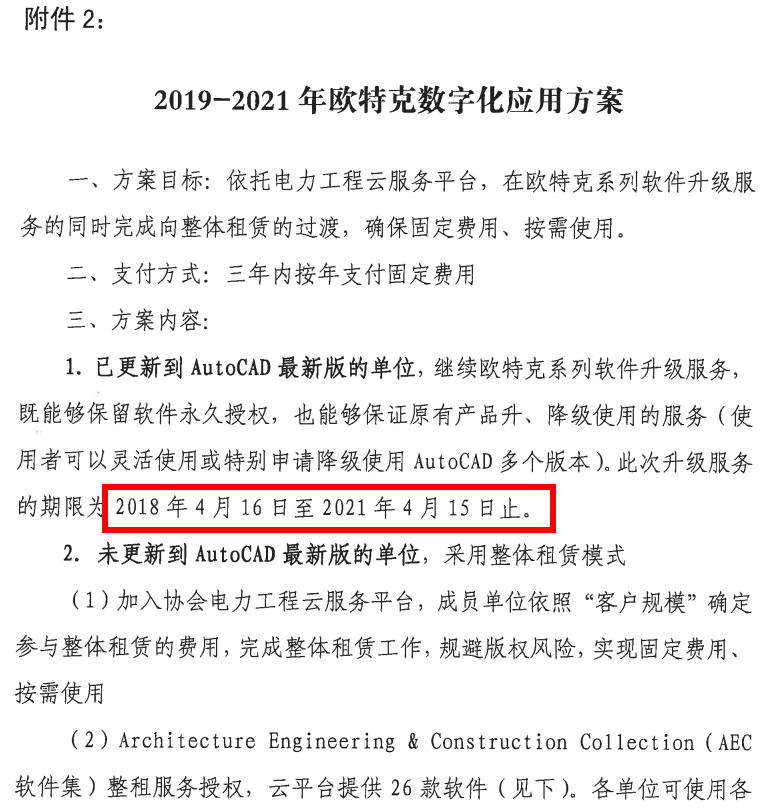 附件 2：
2019-2021 年欧特克数字化应用方案
一、方案目标：依托电力工程云服务平台，在欧特克系列软件升级服
务的同时完成向整体租赁的过渡，确保固定费用、按需使用。
二、支付方式：三年内按年支付固定费用
三、方案内容：
1. 已更新到 AutoCAD 最新版的单位，继续欧特克系列软件升级服务，
既能够保留软件永久授权，也能够保证原有产品升、降级使用的服务（使
用者可以灵活使用或特别申请降级使用 AutoCAD 多个版本）。此次升级服务
的期限为 2018 年 4 月 16 日至 2021 年 4 月 15 日止。
2. 未更新到 AutoCAD 最新版的单位，采用整体租赁模式
（1）加入协会电力工程云服务平台，成员单位依照“客户规模”确定
参与整体租赁的费用，完成整体租赁工作，规避版权风险，实现固定费用、
按需使用
（2）Architecture Engineering & Construction Collection（AEC
软件集）整租服务授权，云平台提供 26 款软件（见下）。各单位可使用各